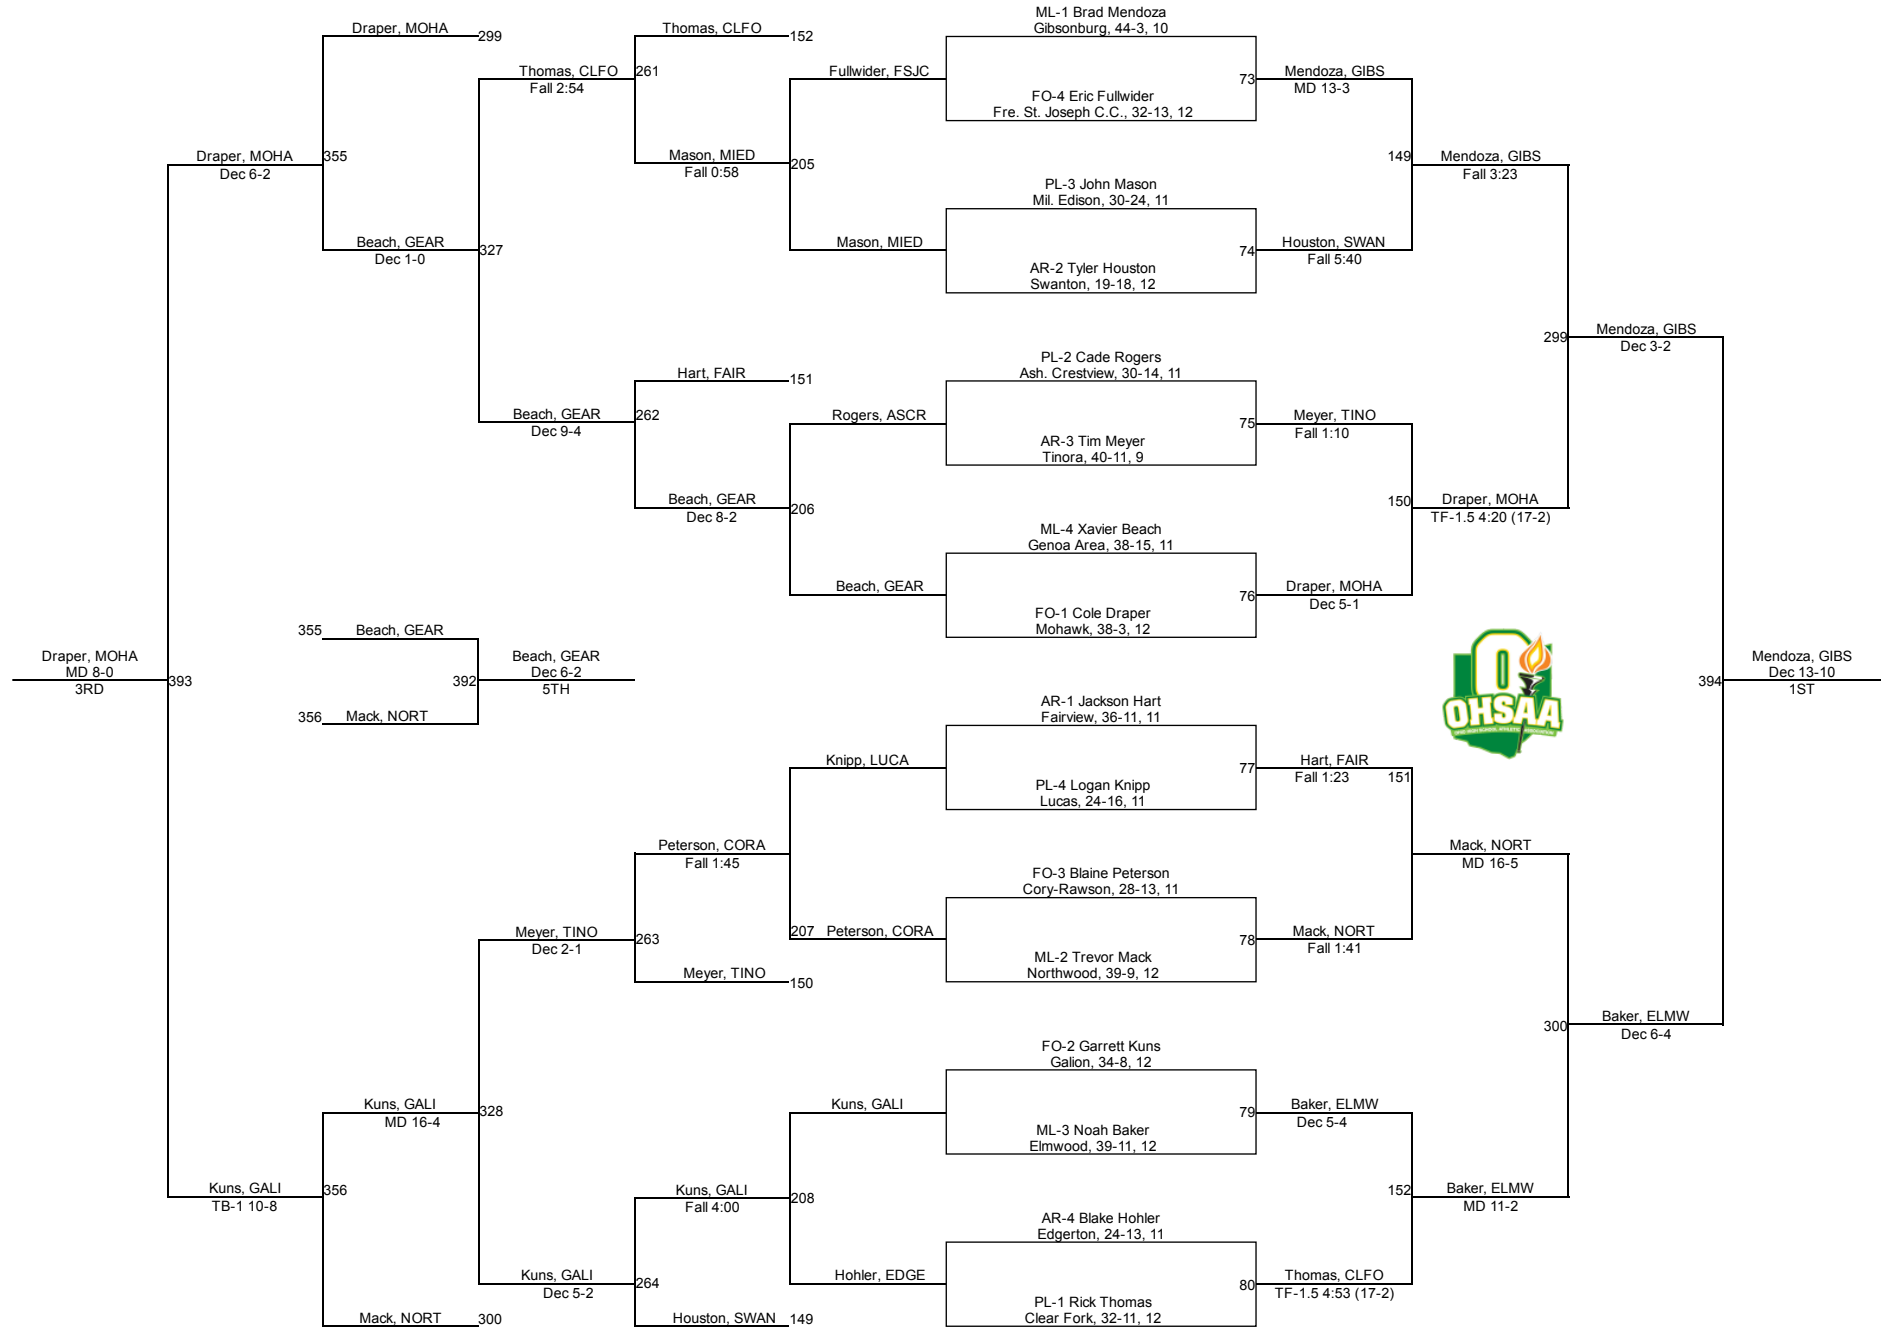 Draper, MOHA
299
Thomas, CLFO
152
ML-1 Brad Mendoza
Gibsonburg, 44-3, 10
Thomas, CLFO
Fall 2:54
261
Fullwider, FSJC
73
Mendoza, GIBS
MD 13-3
FO-4 Eric Fullwider
Fre. St. Joseph C.C., 32-13, 12
Draper, MOHA
Dec 6-2
355
Mason, MIED
Fall 0:58
205
149
Mendoza, GIBS
Fall 3:23
PL-3 John Mason
Mil. Edison, 30-24, 11
Beach, GEAR
Dec 1-0
327
Mason, MIED
74
Houston, SWAN
Fall 5:40
AR-2 Tyler Houston
Swanton, 19-18, 12
299
Mendoza, GIBS
Dec 3-2
PL-2 Cade Rogers
Ash. Crestview, 30-14, 11
Hart, FAIR
151
Beach, GEAR
Dec 9-4
262
Rogers, ASCR
75
Meyer, TINO
Fall 1:10
AR-3 Tim Meyer
Tinora, 40-11, 9
Beach, GEAR
Dec 8-2
206
150
Draper, MOHA
TF-1.5 4:20 (17-2)
ML-4 Xavier Beach
Genoa Area, 38-15, 11
Beach, GEAR
76
Draper, MOHA
Dec 5-1
FO-1 Cole Draper
Mohawk, 38-3, 12
355
Beach, GEAR
Draper, MOHA
MD 8-0
3RD
393
392
Beach, GEAR
Dec 6-2
5TH
356
Mack, NORT
OHSAA
394
Mendoza, GIBS
Dec 13-10
1ST
AR-1 Jackson Hart
Fairview, 36-11, 11
Knipp, LUCA
77
Hart, FAIR
Fall 1:23
151
PL-4 Logan Knipp
Lucas, 24-16, 11
Peterson, CORA
Fall 1:45
Mack, NORT
MD 16-5
FO-3 Blaine Peterson
Cory-Rawson, 28-13, 11
Meyer, TINO
Dec 2-1
263
207
Peterson, CORA
78
Mack, NORT
Fall 1:41
ML-2 Trevor Mack
Northwood, 39-9, 12
Meyer, TINO
150
300
Baker, ELMW
Dec 6-4
FO-2 Garrett Kuns
Galion, 34-8, 12
Kuns, GALI
MD 16-4
328
Kuns, GALI
79
Baker, ELMW
Dec 5-4
ML-3 Noah Baker
Elmwood, 39-11, 12
Kuns, GALI
TB-1 10-8
356
Kuns, GALI
Fall 4:00
208
152
Baker, ELMW
MD 11-2
AR-4 Blake Hohler
Edgerton, 24-13, 11
Kuns, GALI
Dec 5-2
264
Hohler, EDGE
80
Thomas, CLFO
TF-1.5 4:53 (17-2)
PL-1 Rick Thomas
Clear Fork, 32-11, 12
Mack, NORT
300
Houston, SWAN
149